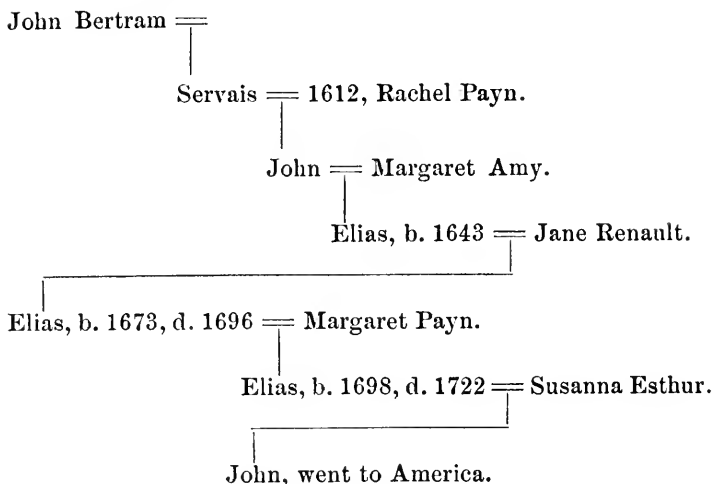 John Bertram =
Servais = 1612, Rachel Payn.
John = Margaret Amy.
Elias, b. 1643 = Jane Renault.
Elias, b. 1673, d. 1696 = Margaret Payn.
Elias, b. 1698, d. 1722 = Susanna Esthur.
John, went to America.